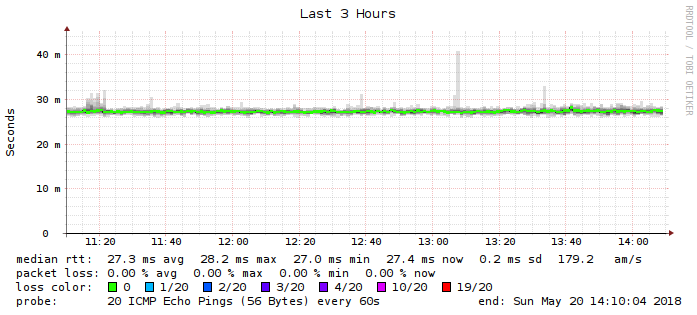 Last 3 Hours
RRDTOOL / TOBI OETIKER
Seconds
40 m
30 m
20 m
10 m
0
11:20 11:40 12:00 12:20 12:40 13:00 13:20 13:40 14:00
median rtt: 27.3 ms avg 28.2 ms max 27.0 ms min 27.4 ms now 0.2 ms sd 179.2 am/s
packet loss: 0.00 % avg 0.00 % max 0.00 % min 0.00 % now
loss color: 0 1/20 2/20 3/20 4/20 10/20 19/20
probe: 20 ICMP Echo Pings (56 Bytes) every 60s end: Sun May 20 14:10:04 2018